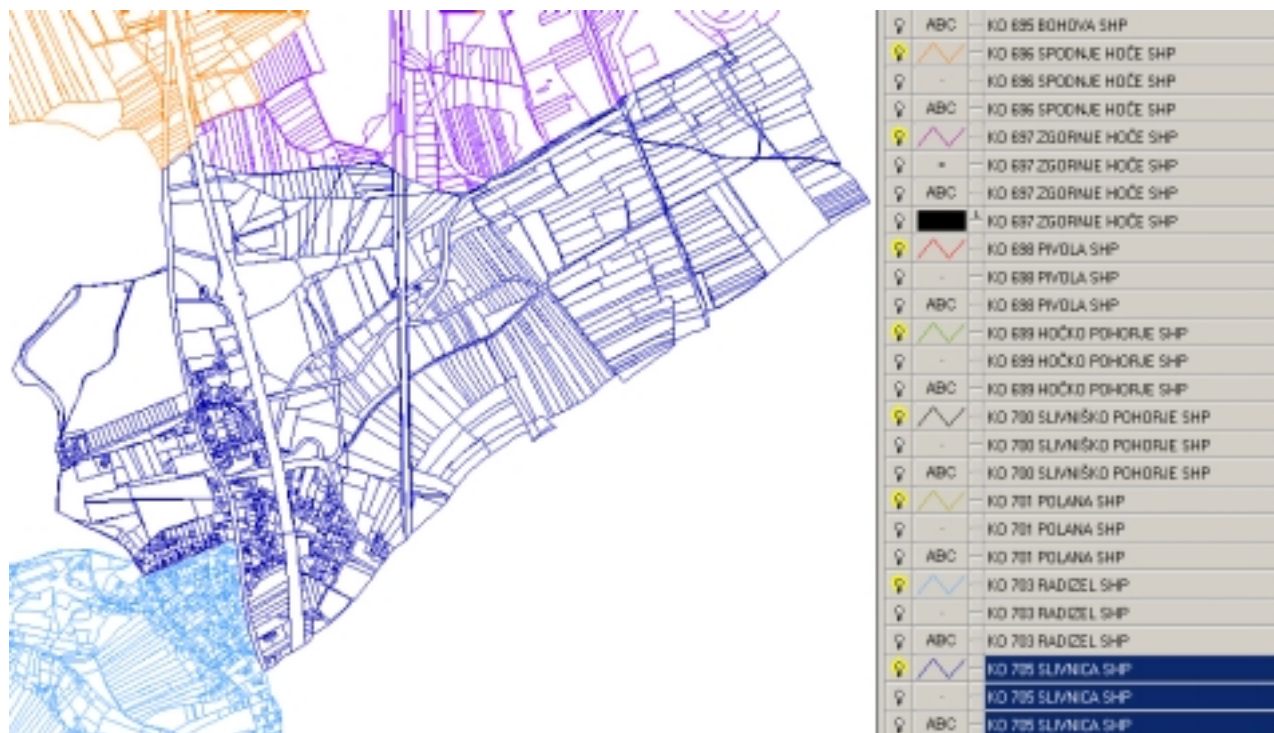 ABC KO 695 BOHOVA SHP
KO 696 SPODNJE HOČE SHP
KO 696 SPODNJE HOČE SHP
ABC KO 696 SPODNJE HOČE SHP
KO 697 ZGORNJE HOČE SHP
KO 697 ZGORNJE HOČE SHP
ABC KO 697 ZGORNJE HOČE SHP
KO 697 ZGORNJE HOČE SHP
KO 698 PIVOLA SHP
KO 698 PIVOLA SHP
ABC KO 698 PIVOLA SHP
KO 699 HOČKO POHORJE SHP
KO 699 HOČKO POHORJE SHP
ABC KO 699 HOČKO POHORJE SHP
KO 700 SLIVNIŠKO POHORJE SHP
KO 700 SLIVNIŠKO POHORJE SHP
ABC KO 700 SLIVNIŠKO POHORJE SHP
KO 701 POLANA SHP
KO 701 POLANA SHP
ABC KO 701 POLANA SHP
KO 703 RADIZEL SHP
KO 703 RADIZEL SHP
ABC KO 703 RADIZEL SHP
KO 705 SLIVNICA SHP
KO 705 SLIVNICA SHP
ABC KO 705 SLIVNICA SHP